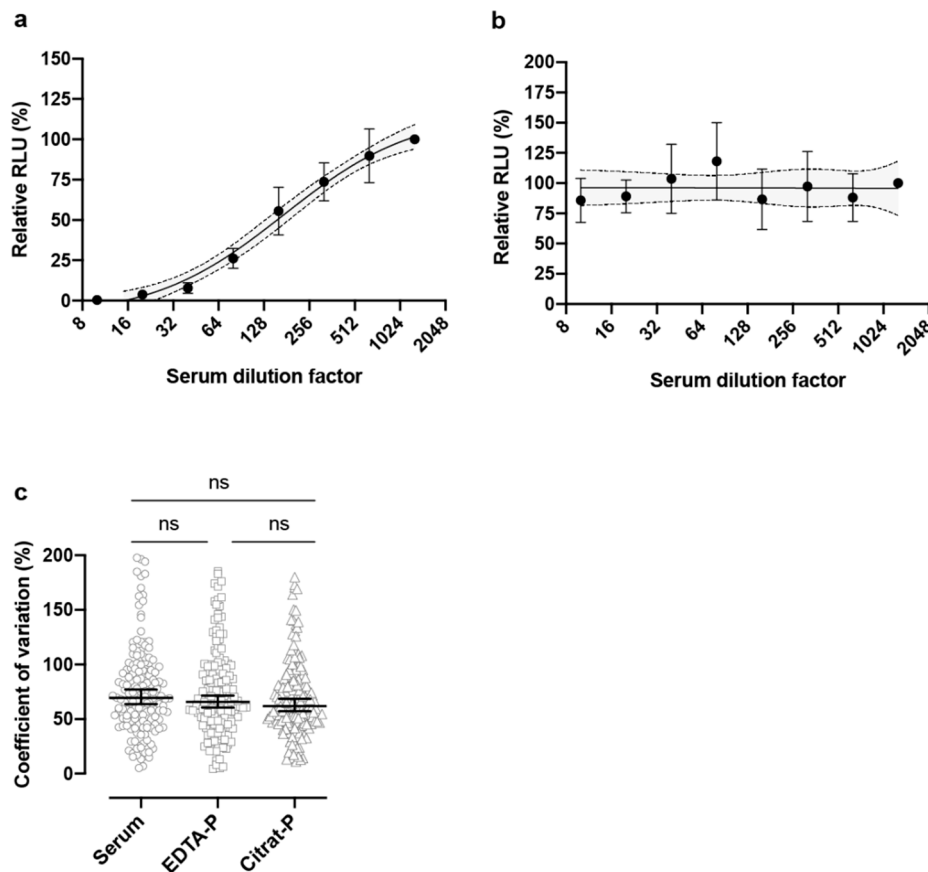 a
150
125
100
75
50
25
0
Relative RLU (%)
8 16 32 64 128 256 512 1024 2048
Serum dilution factor
b
200
175
150
125
100
75
50
25
0
Relative RLU (%)
8 16 32 64 128 256 512 1024 2048
Serum dilution factor
c
ns
ns ns
200
150
100
50
0
Coefficient of variation (%)
Serum EDTA-P Citrat-P